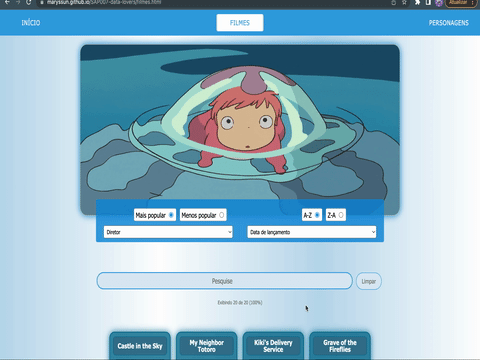 maryssun.github.io/SAP007-data-lovers/filmes.html
Atualizar
INÍCIO
FILMES
PERSONAGENS
Mais popular
Menos popular
A-Z
Z-A
Diretor
Data de lançamento
Pesquise
Limpar
Exibindo 20 de 20 (100%)
Castle in the Sky
My Neighbor Totoro
Kiki's Delivery Service
Grave of the Fireflies